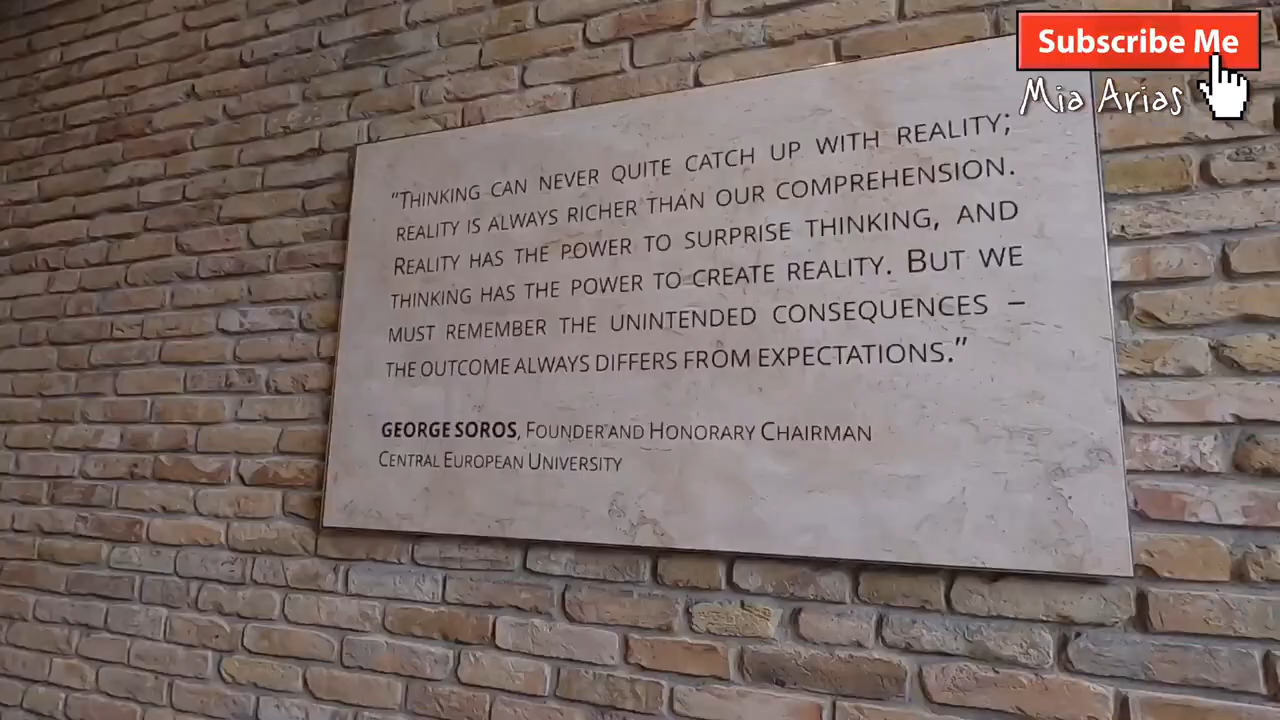 Subscribe Me
Mia Arias
“THINKING CAN NEVER QUITE CATCH UP WITH REALITY;
REALITY IS ALWAYS RICHER THAN OUR COMPREHENSION.
REALITY HAS THE POWER TO SURPRISE THINKING, AND
THINKING HAS THE POWER TO CREATE REALITY. BUT WE
MUST REMEMBER THE UNINTENDED CONSEQUENCES –
THE OUTCOME ALWAYS DIFFERS FROM EXPECTATIONS.”
GEORGE SOROS, FOUNDER AND HONORARY CHAIRMAN
CENTRAL EUROPEAN UNIVERSITY